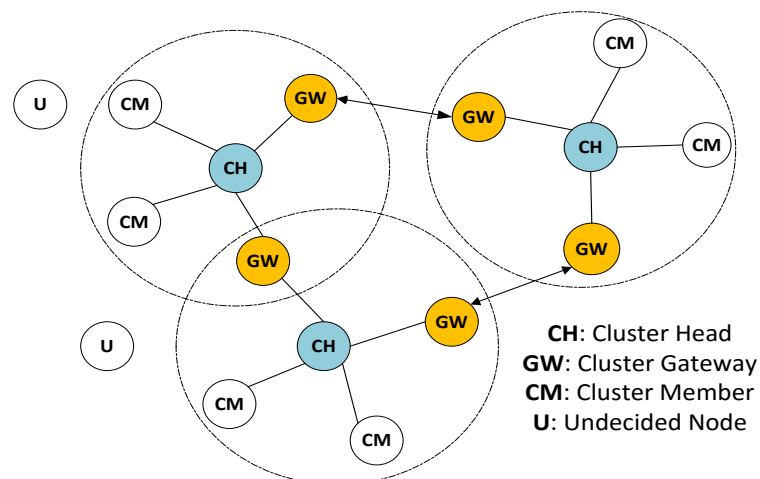 CM
GW
CM
U
GW
CM
CH
CH
CM
GW
GW
GW
U
CH
CM
CM
CH: Cluster Head
GW: Cluster Gateway
CM: Cluster Member
U: Undecided Node